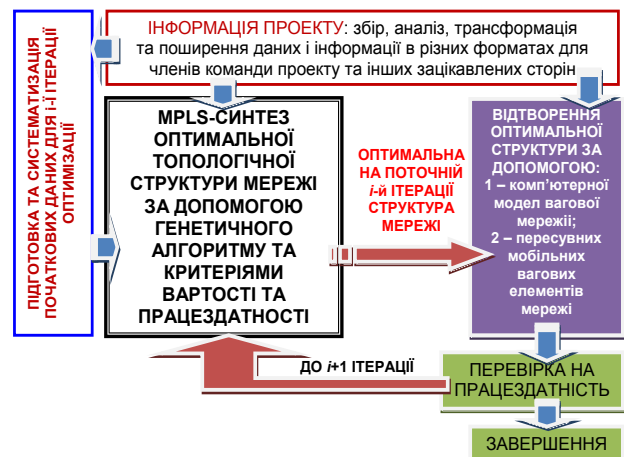 ІНФОРМАЦІЯ ПРОЕКТУ: збір, аналіз, трансформація
та поширення даних і інформації в різних форматах для
членів команди проекту та інших зацікавлених сторін
ПІДГОТОВКА ТА СИСТЕМАТИЗАЦІЯ
ПОЧАТКОВИХ ДАНИХ ДЛЯ і-Ї ІТЕРАЦІЇ
ОПТИМІЗАЦІЇ
MPLS-СИНТЕЗ
ОПТИМАЛЬНОЇ
ТОПОЛОГІЧНОЇ
СТРУКТУРИ МЕРЕЖІ
ЗА ДОПОМОГОЮ
ГЕНЕТИЧНОГО
АЛГОРИТМУ ТА
КРИТЕРІЯМИ
ВАРТОСТІ ТА
ПРАЦЕЗДАТНОСТІ
ОПТИМАЛЬНА
НА ПОТОЧНІЙ
і-й ІТЕРАЦІЇ
СТРУКТУРА
МЕРЕЖІ
ВІДТВОРЕННЯ
ОПТИМАЛЬНОЇ
СТРУКТУРИ ЗА
ДОПОМОГОЮ:
1 – комп'ютерної
модел вагової
мережіі;
2 – пересувних
мобільних
вагових
елементів
мережі
ДО і+1 ІТЕРАЦІЇ
ПЕРЕВІРКА НА
ПРАЦЕЗДАТНІСТЬ
ЗАВЕРШЕННЯ